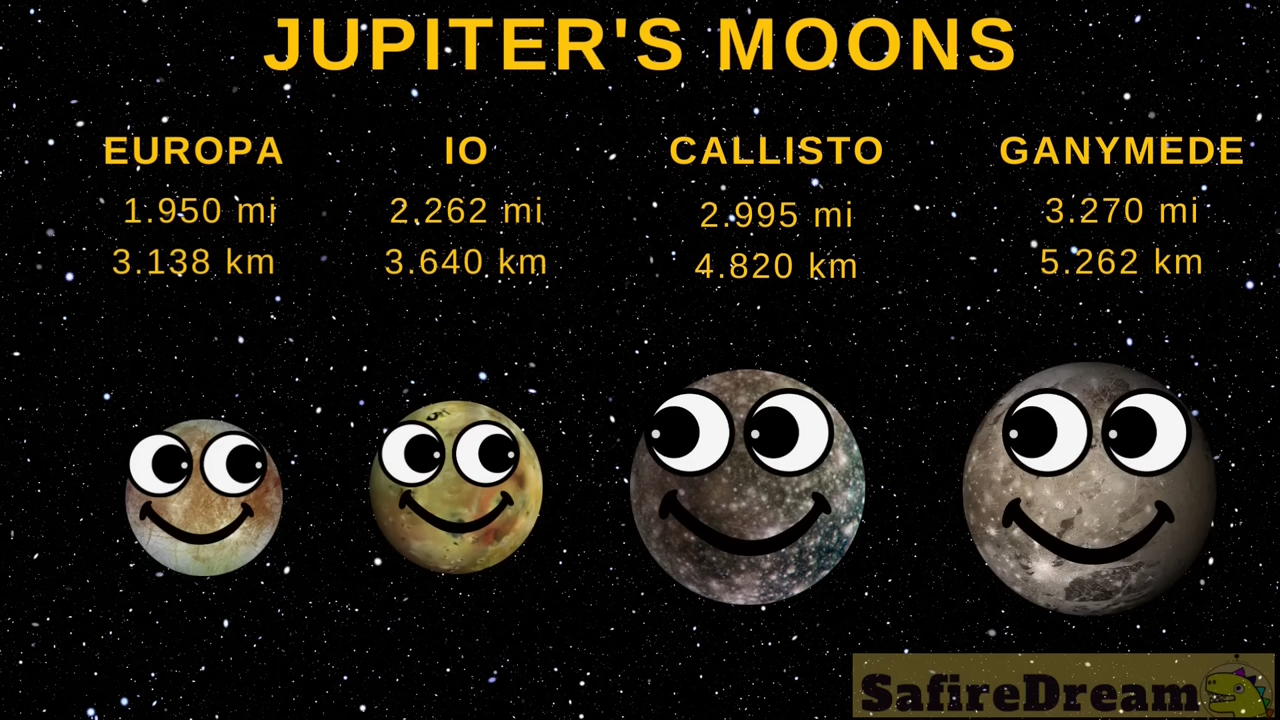 JUPITER'S MOONS
EUROPA
1.950 mi
3.138 km
IO
2.262 mi
3.640 km
CALLISTO
2.995 mi
4.820 km
GANYMEDE
3.270 mi
5.262 km
SafireDream